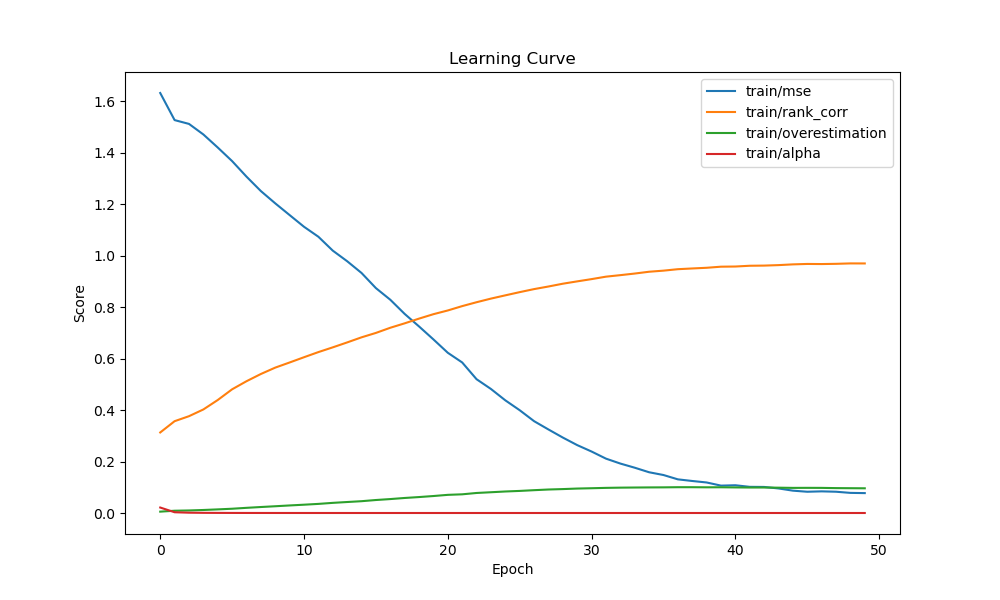 Learning Curve
train/mse
train/rank_corr
train/overestimation
train/alpha
Score
1.6
1.4
1.2
1.0
0.8
0.6
0.4
0.2
0.0
0 10 20 30 40 50
Epoch